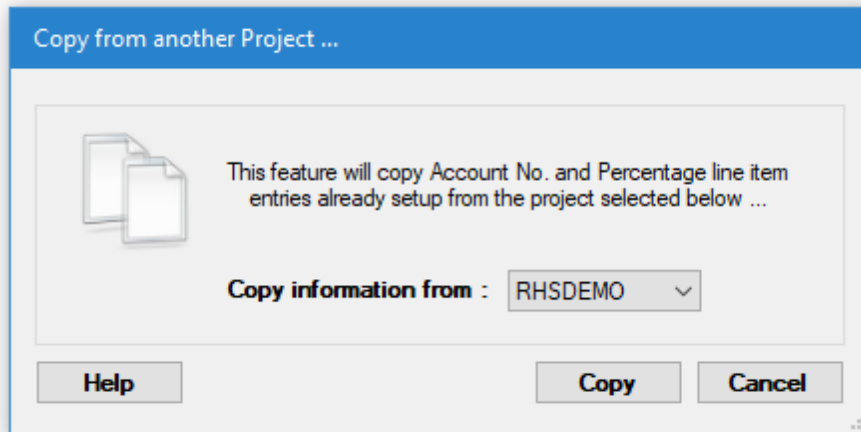 Copy from another Project ...
This feature will copy Account No. and Percentage line item
entries already setup from the project selected below ...
Copy information from : RHSDEMO
Help Copy Cancel